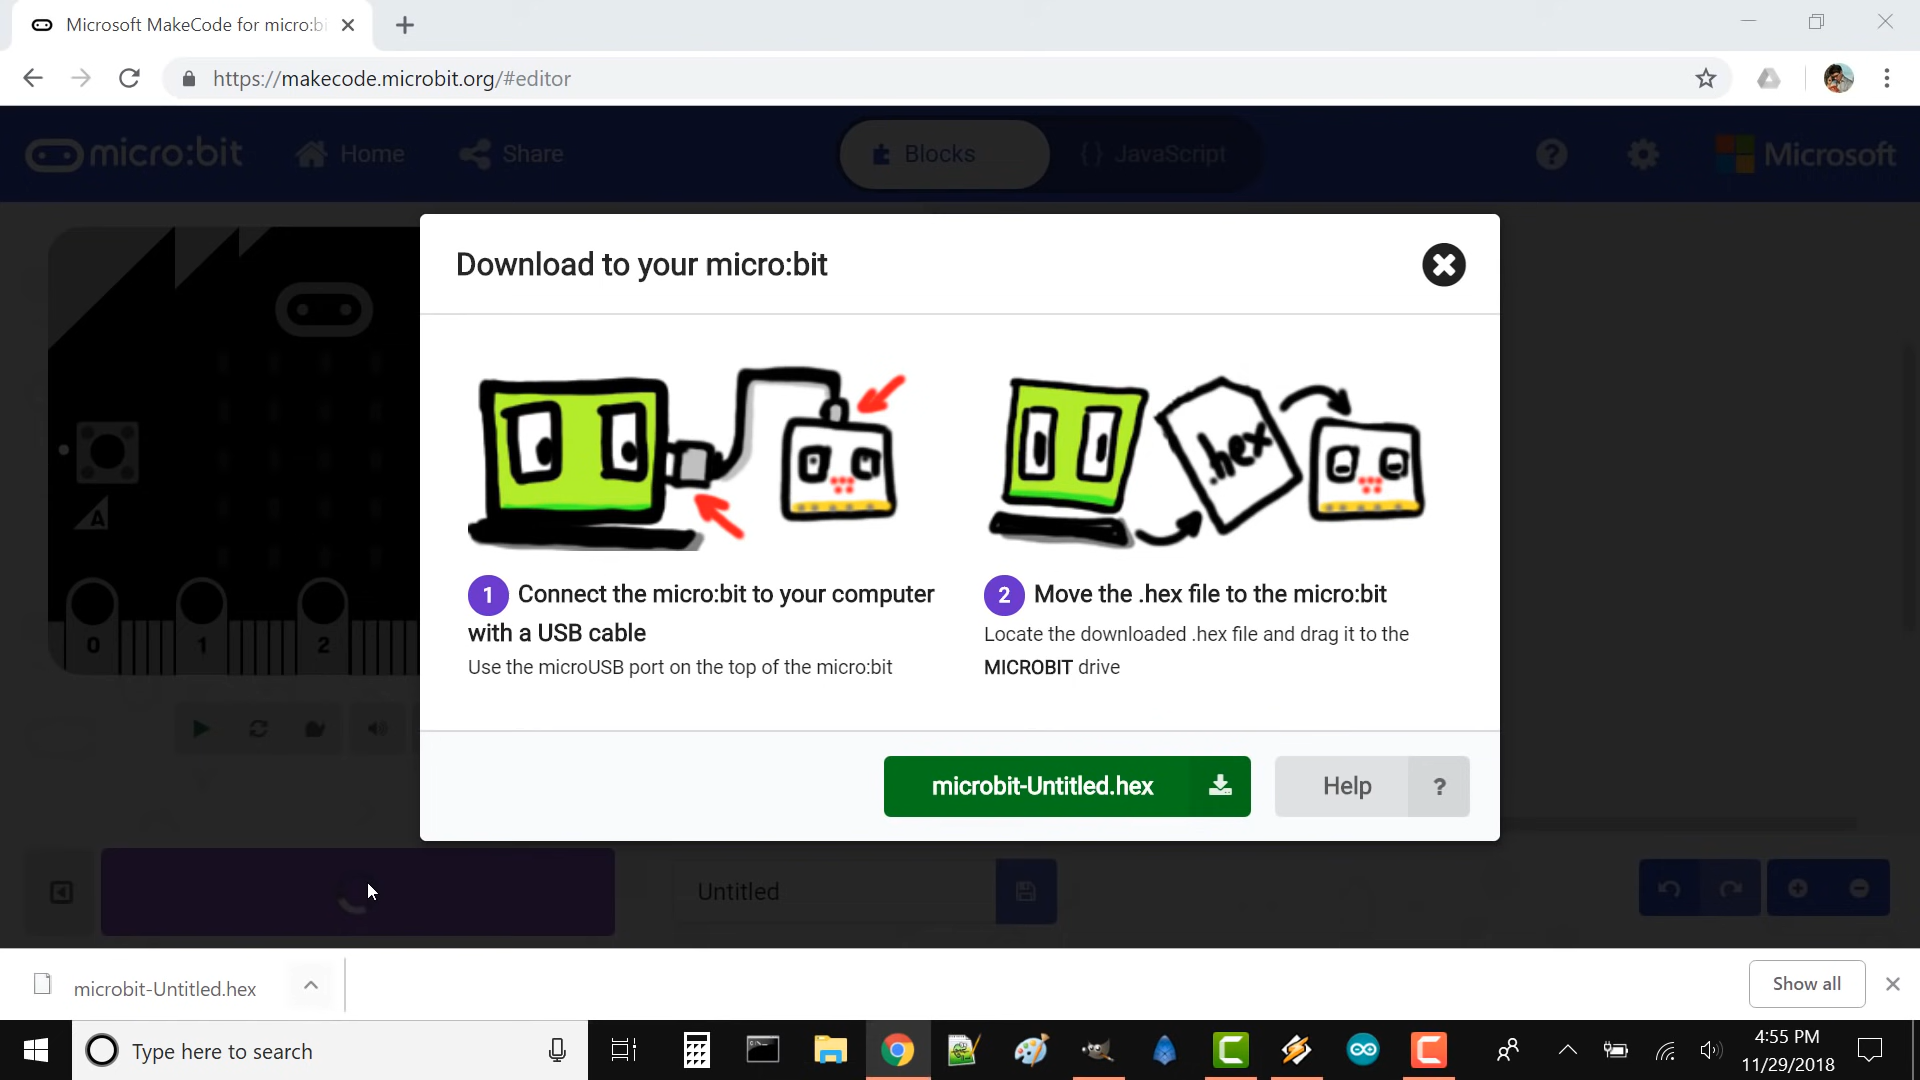 Microsoft MakeCode for micro:bi
https://makecode.microbit.org/#editor
micro:bit
Home
Share
Blocks
{} JavaScript
?
Microsoft
Download to your micro:bit
.hex
1 Connect the micro:bit to your computer
with a USB cable
Use the microUSB port on the top of the micro:bit
2 Move the .hex file to the micro:bit
Locate the downloaded .hex file and drag it to the
MICROBIT drive
A
0 1 2
microbit-Untitled.hex
Help ?
Untitled
microbit-Untitled.hex
Show all
Type here to search
4:55 PM
11/29/2018